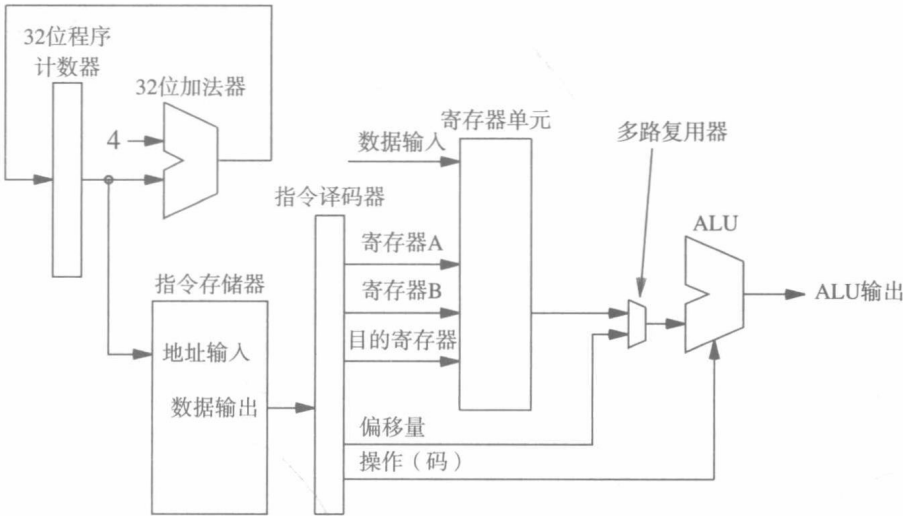 32位程序
计数器
32位加法器
4
寄存器单元
多路复用器
数据输入
指令译码器
ALU
寄存器A
指令存储器
寄存器B
ALU输出
目的寄存器
地址输入
数据输出
偏移量
操作（码）